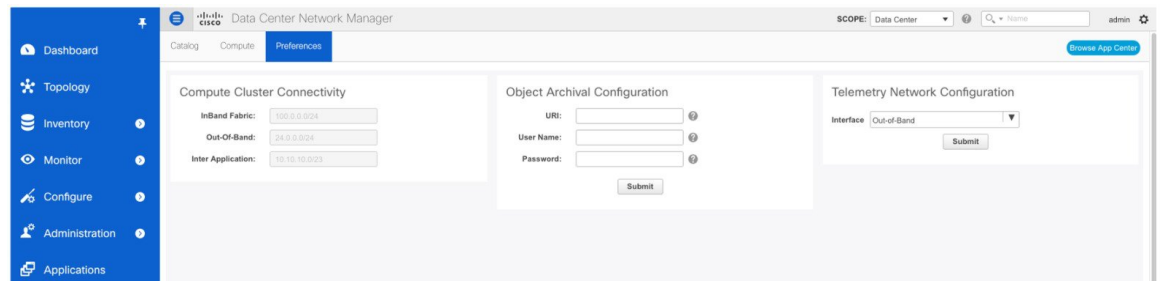 cisco Data Center Network Manager
SCOPE: Data Center
Name
admin
Dashboard
Topology
Inventory
Monitor
Configure
Administration
Applications
Catalog Compute Preferences
Browse App Center
Compute Cluster Connectivity
InBand Fabric: 100.0.0.0/24
Out-Of-Band: 24.0.0.0/24
Inter Application: 10.10.10.0/23
Object Archival Configuration
URI: ?
User Name: ?
Password: ?
Submit
Telemetry Network Configuration
Interface Out-of-Band
Submit